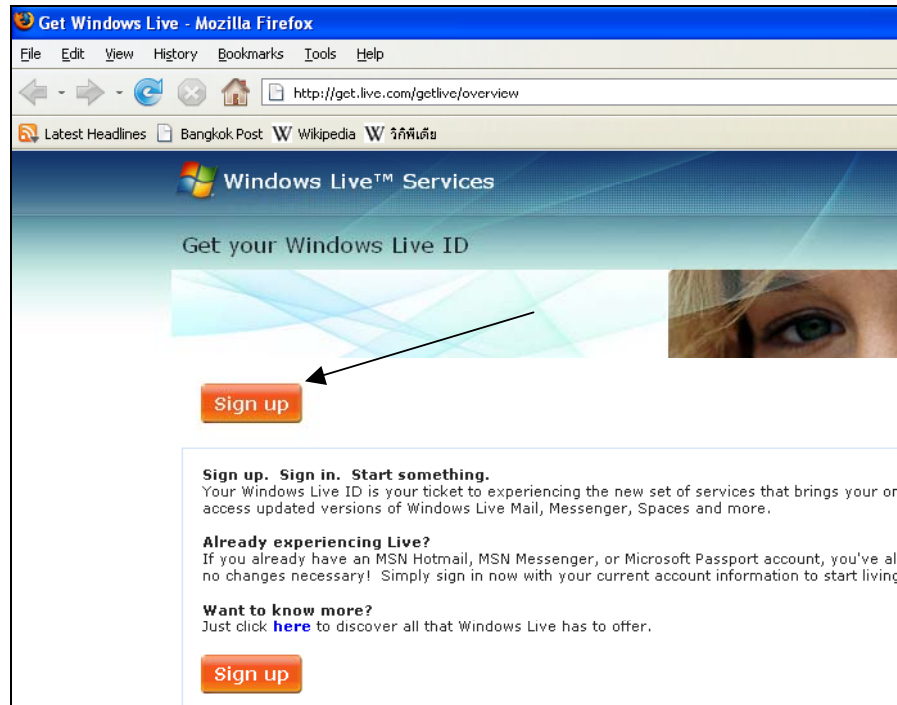 Get Windows Live - Mozilla Firefox
File Edit View History Bookmarks Tools Help
http://get.live.com/getlive/overview
Latest Headlines Bangkok Post W Wikipedia W วิกิพีเดีย
Windows Live™ Services
Get your Windows Live ID
Sign up
Sign up. Sign in. Start something.
Your Windows Live ID is your ticket to experiencing the new set of services that brings your or
access updated versions of Windows Live Mail, Messenger, Spaces and more.
Already experiencing Live?
If you already have an MSN Hotmail, MSN Messenger, or Microsoft Passport account, you've al
no changes necessary! Simply sign in now with your current account information to start living
Want to know more?
Just click here to discover all that Windows Live has to offer.
Sign up